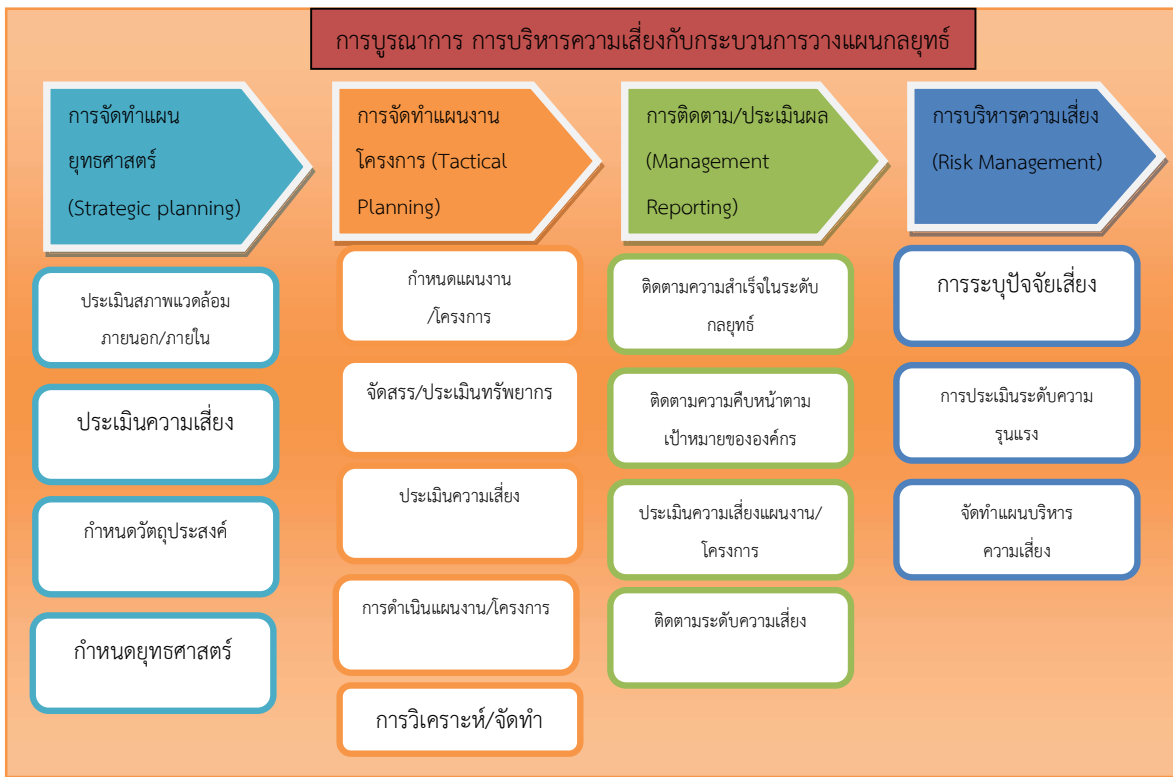 การบูรณาการ การบริหารความเสี่ยงกับกระบวนการวางแผนกลยุทธ์
การจัดทำแผน
ยุทธศาสตร์
(Strategic planning)
ประเมินสภาพแวดล้อม
ภายนอก/ภายใน
ประเมินความเสี่ยง
กำหนดวัตถุประสงค์
กำหนดยุทธศาสตร์
การจัดทำแผนงาน
โครงการ (Tactical
Planning)
กำหนดแผนงาน
/โครงการ
จัดสรร/ประเมินทรัพยากร
ประเมินความเสี่ยง
การดำเนินแผนงาน/โครงการ
การวิเคราะห์/จัดทำ
การติดตาม/ประเมินผล
(Management
Reporting)
ติดตามความสำเร็จในระดับ
กลยุทธ์
ติดตามความคืบหน้าตาม
เป้าหมายขององค์กร
ประเมินความเสี่ยงแผนงาน/
โครงการ
ติดตามระดับความเสี่ยง
การบริหารความเสี่ยง
(Risk Management)
การระบุปัจจัยเสี่ยง
การประเมินระดับความ
รุนแรง
จัดทำแผนบริหาร
ความเสี่ยง